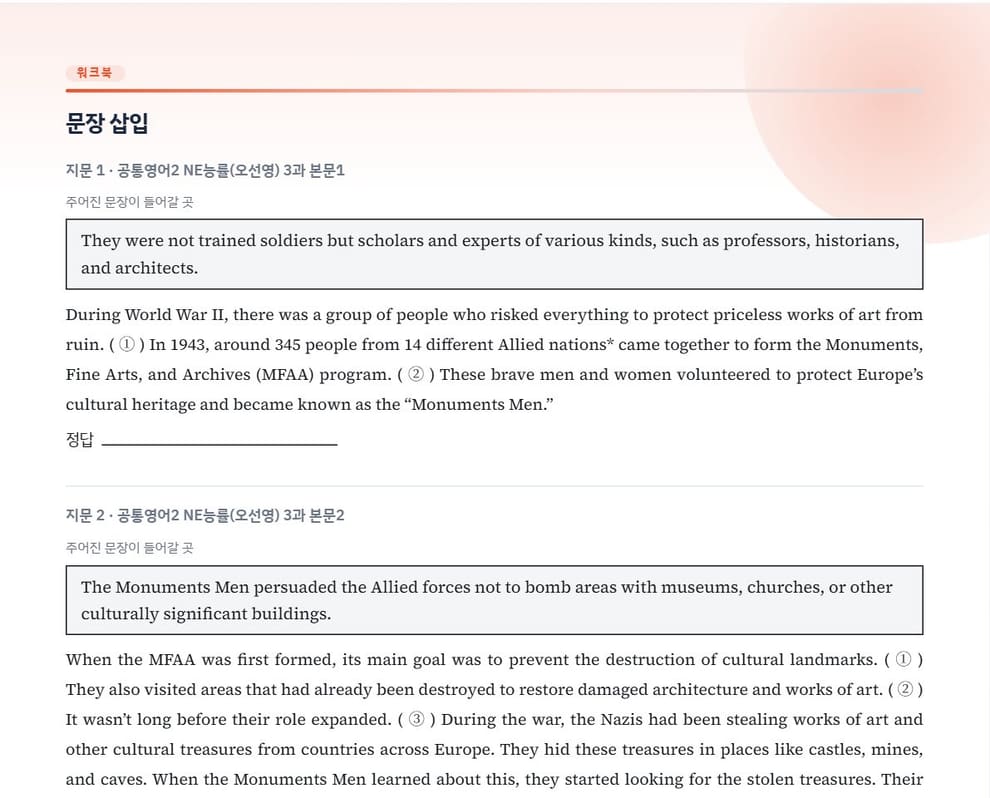 워크북
문장 삽입
지문 1 · 공통영어2 NE능률(오선영) 3과 본문1
주어진 문장이 들어갈 곳
They were not trained soldiers but scholars and experts of various kinds, such as professors, historians,
and architects.
During World War II, there was a group of people who risked everything to protect priceless works of art from
ruin. ( ① ) In 1943, around 345 people from 14 different Allied nations* came together to form the Monuments,
Fine Arts, and Archives (MFAA) program. ( ② ) These brave men and women volunteered to protect Europe’s
cultural heritage and became known as the “Monuments Men.”
정답
지문 2 · 공통영어2 NE능률(오선영) 3과 본문2
주어진 문장이 들어갈 곳
The Monuments Men persuaded the Allied forces not to bomb areas with museums, churches, or other
culturally significant buildings.
When the MFAA was first formed, its main goal was to prevent the destruction of cultural landmarks. ( ① )
They also visited areas that had already been destroyed to restore damaged architecture and works of art. ( ② )
It wasn’t long before their role expanded. ( ③ ) During the war, the Nazis had been stealing works of art and
other cultural treasures from countries across Europe. They hid these treasures in places like castles, mines,
and caves. When the Monuments Men learned about this, they started looking for the stolen treasures. Their